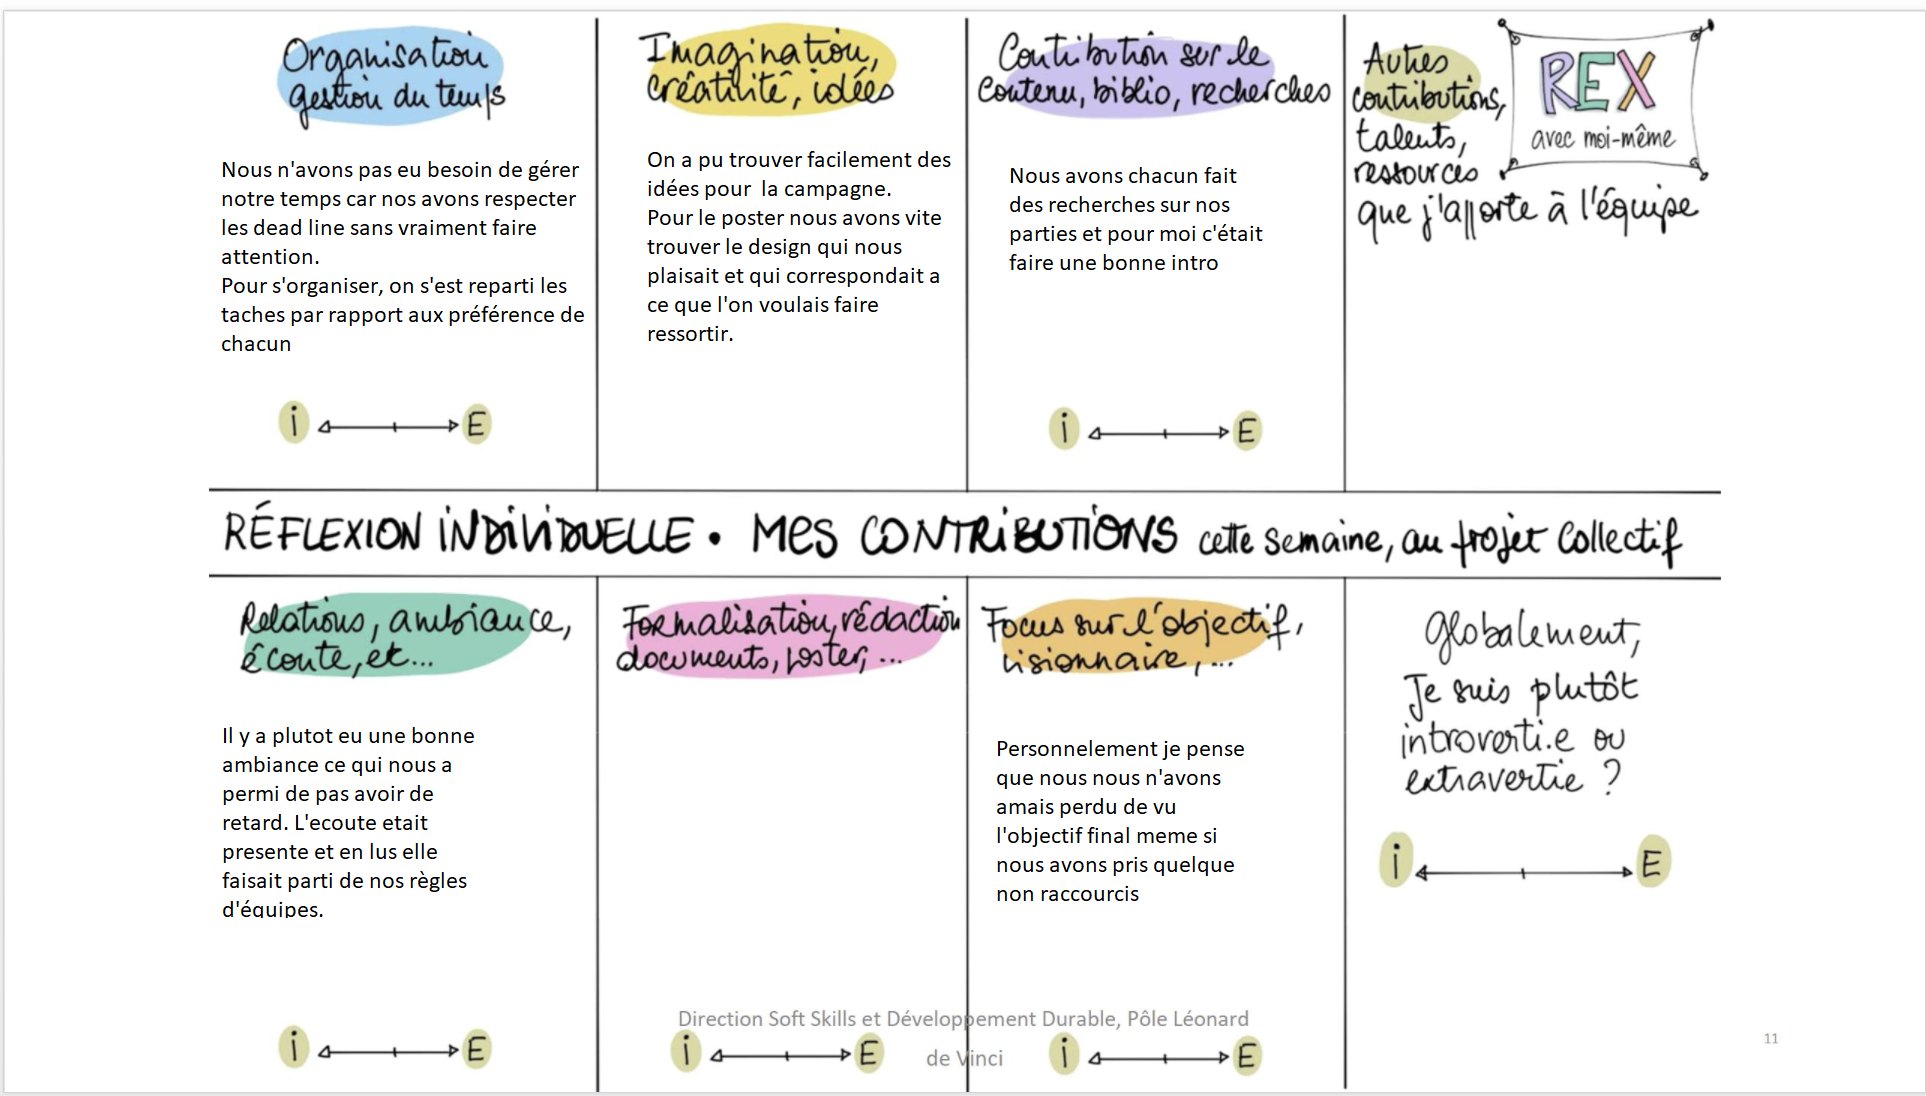 Organisation
gestion du temps
Nous n'avons pas eu besoin de gérer
notre temps car nos avons respecter
les dead line sans vraiment faire
attention.
Pour s'organiser, on s'est reparti les
taches par rapport aux préférence de
chacun
i E
Imagination,
créativité, idées
On a pu trouver facilement des
idées pour la campagne.
Pour le poster nous avons vite
trouver le design qui nous
plaisait et qui correspondait a
ce que l'on voulais faire
ressortir.
Contribution sur le
contenu, biblio, recherches
Nous avons chacun fait
des recherches sur nos
parties et pour moi c'était
faire une bonne intro
i E
Autres
contributions,
talents,
ressources
que j'apporte à l'équipe
REX
avec moi-même
RÉFLEXION INDIVIDUELLE • MES CONTRIBUTIONS cette semaine, au projet collectif
Relations, ambiance,
écoute, et...
Il y a plutot eu une bonne
ambiance ce qui nous a
permi de pas avoir de
retard. L'ecoute etait
presente et en lus elle
faisait parti de nos règles
d'équipes.
i E
Formalisation, rédaction
documents, poster, ...
i E
Focus sur l'objectif,
visionnaire, ...
Personnelement je pense
que nous nous n'avons
amais perdu de vu
l'objectif final meme si
nous avons pris quelque
non raccourcis
i E
Globalement,
Je suis plutôt
introverti.e ou
extravertie ?
i E
Direction Soft Skills et Développement Durable, Pôle Léonard
de Vinci
11